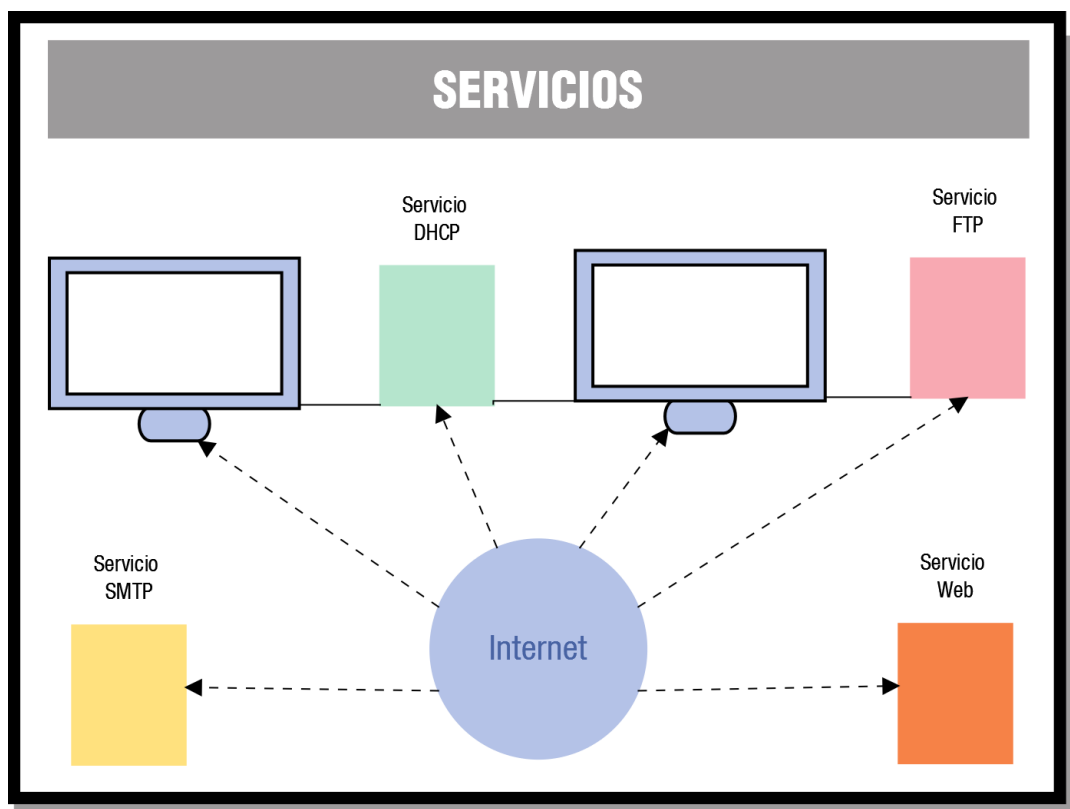 SERVICIOS
Servicio
DHCP
Servicio
FTP
Servicio
SMTP
Internet
Servicio
Web